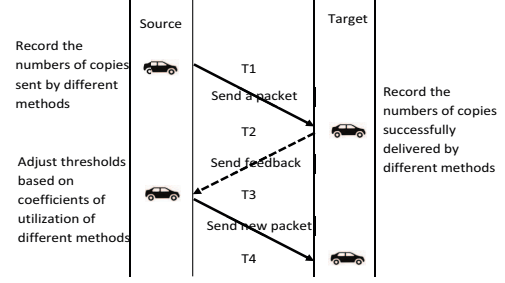 Source
Target
Record the
numbers of copies
sent by different
methods
T1
Send a packet
T2
Record the
numbers of copies
successfully
delivered by
different methods
Send feedback
Adjust thresholds
based on
coefficients of
utilization of
different methods
T3
Send new packet
T4